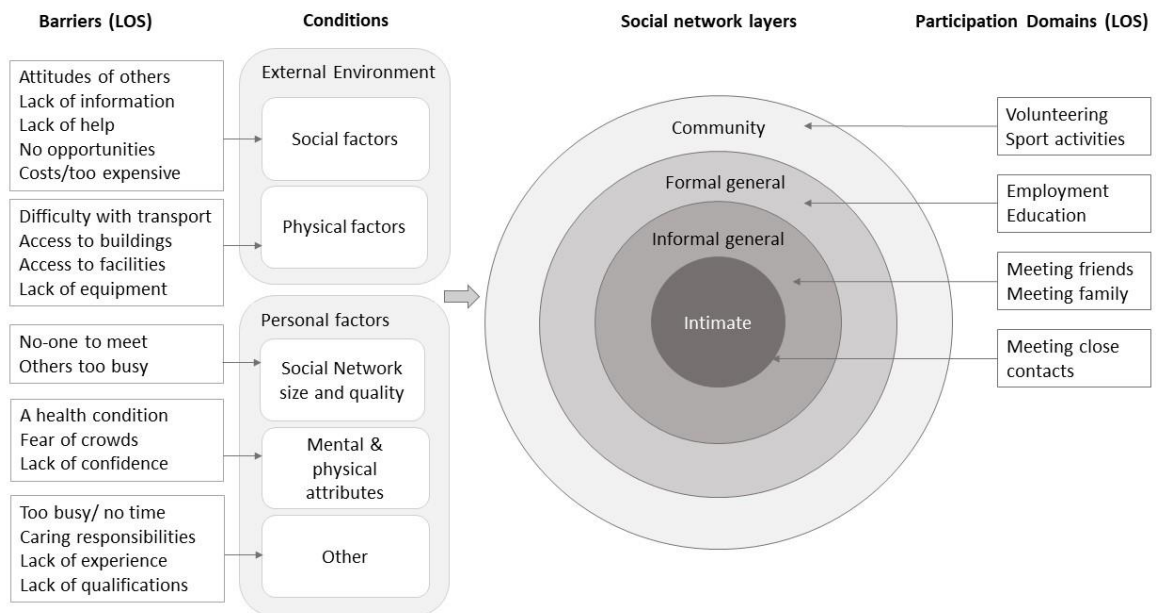 Barriers (LOS)
Conditions
Social network layers
Participation Domains (LOS)
Attitudes of others
Lack of information
Lack of help
No opportunities
Costs/too expensive
Difficulty with transport
Access to buildings
Access to facilities
Lack of equipment
No-one to meet
Others too busy
A health condition
Fear of crowds
Lack of confidence
Too busy/ no time
Caring responsibilities
Lack of experience
Lack of qualifications
External Environment
Social factors
Physical factors
Personal factors
Social Network
size and quality
Mental &
physical
attributes
Other
Community
Formal general
Informal general
Intimate
Volunteering
Sport activities
Employment
Education
Meeting friends
Meeting family
Meeting close
contacts